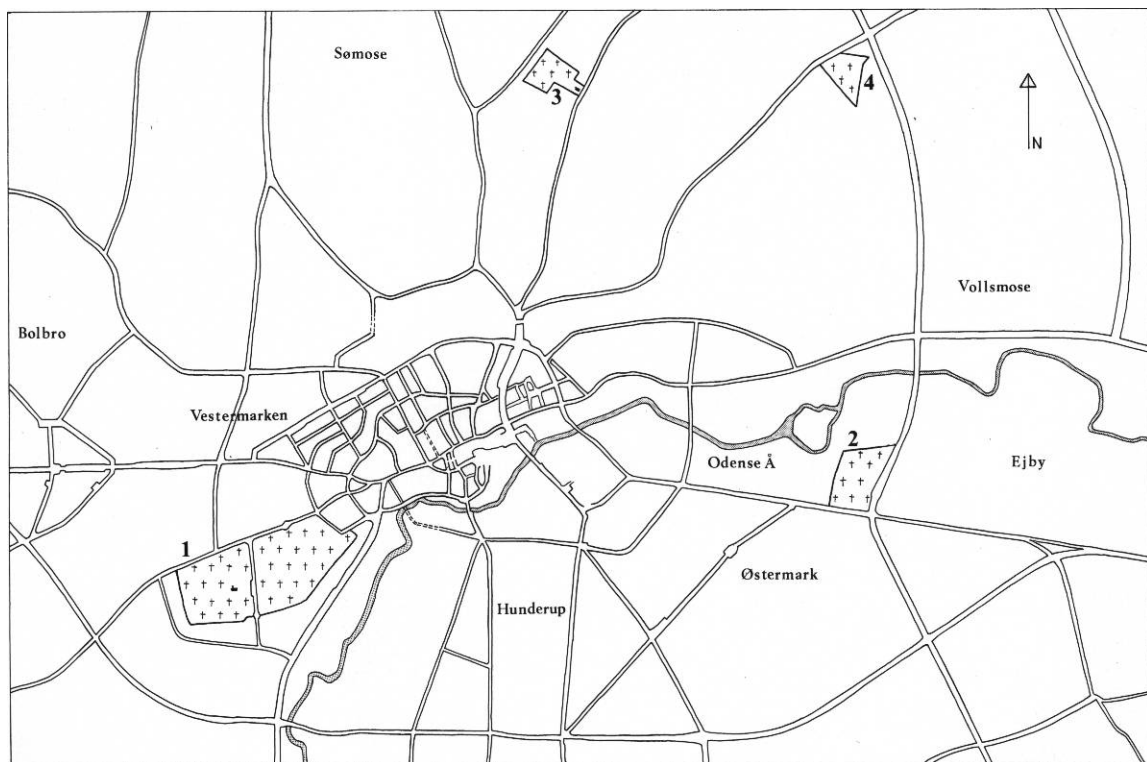 Sømose
3
4
N
Vollsmose
Bolbro
Vestermarken
2
Odense Å
Ejby
1
Østermark
Hunderup